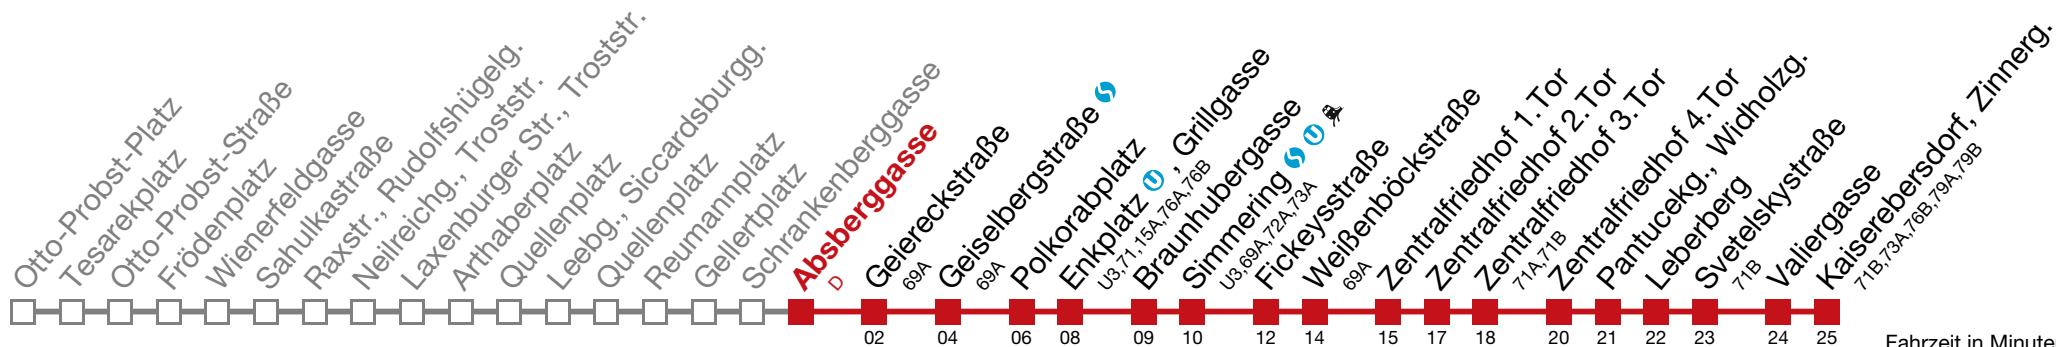 Otto-Probst-Platz
Tesarekplatz
Otto-Probst-Straße
Frödenplatz
Wienerfeldgasse
Sahulkastraße
Raxstr., Rudolfshügelg.
Neilreichg., Troststr.
Laxenburger Str., Troststr.
Arthaberplatz
Quellenplatz
Leebg., Siccardsburgg.
Quellenplatz
Reumannplatz
Gellertplatz
Schrankenberggasse
Absberggasse
D
Geiereckstraße
69A
Geiselbergstraße
69A
Polkorabplatz
Enkplatz U, Grillgasse
U3,71,15A,76A,76B
Braunhubergasse
Simmering S U
U3,69A,72A,73A
Fickeysstraße
Weißenböckstraße
69A
Zentralfriedhof 1. Tor
Zentralfriedhof 2. Tor
Zentralfriedhof 3. Tor
71A,71B
Zentralfriedhof 4. Tor
Pantucekg., Widholzg.
Leberberg
Svetelskystraße
71B
Valiergasse
Kaiserebersdorf, Zinnerg.
71B,73A,76B,79A,79B
02 04 06 08 09 10 12 14 15 17 18 20 21 22 23 24 25
Fahrzeit in Minute